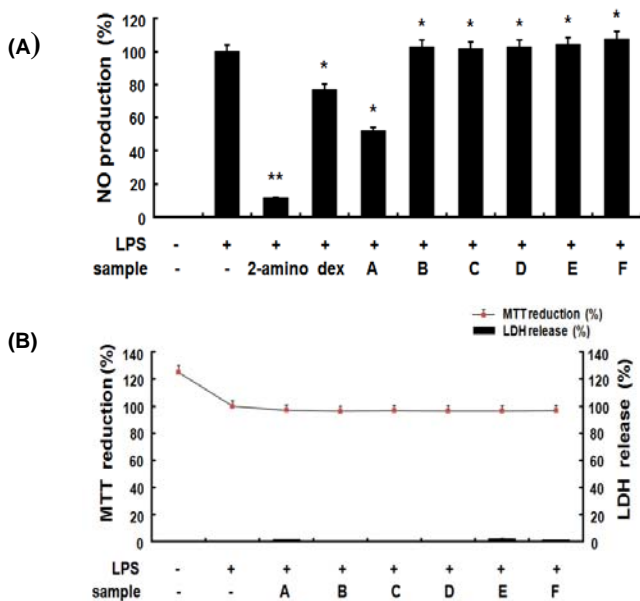 (A)
NO production (%)
120
100
80
60
40
20
0
* * * * * * *
**
LPS - + + + + + + + + +
sample - - 2-amino dex A B C D E F
(B)
MTT reduction (%)
LDH release (%)
MTT reduction (%)
140
120
100
80
60
40
20
0
LDH release (%)
140
120
100
80
60
40
20
0
LPS - + + + + + + +
sample - - A B C D E F